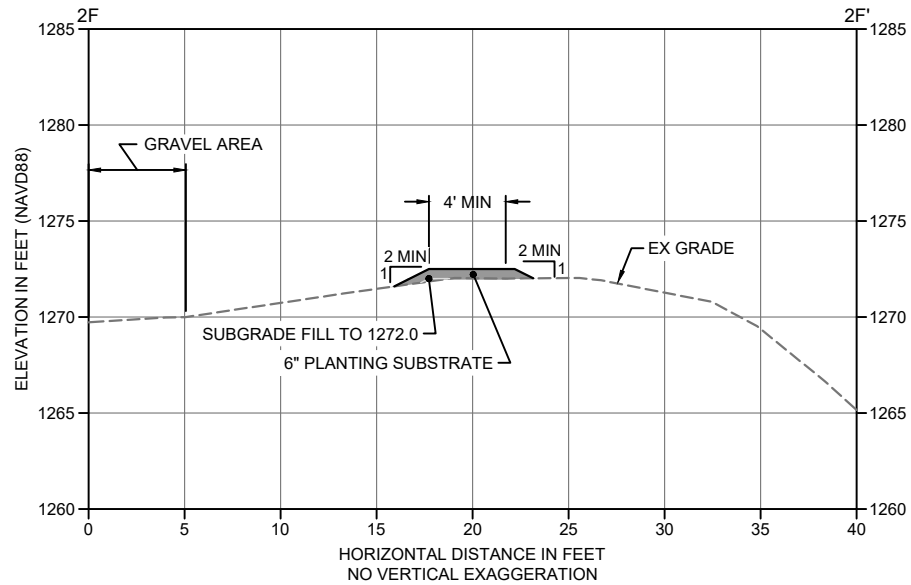 2F
2F'
1285
1285
GRAVEL AREA
1280
1280
ELEVATION IN FEET (NAVD88)
1275
1275
4' MIN
2 MIN
1
2 MIN
1
EX GRADE
1270
1270
SUBGRADE FILL TO 1272.0
6" PLANTING SUBSTRATE
1265
1265
1260
1260
0
5
10
15
20
25
30
35
40
HORIZONTAL DISTANCE IN FEET
NO VERTICAL EXAGGERATION